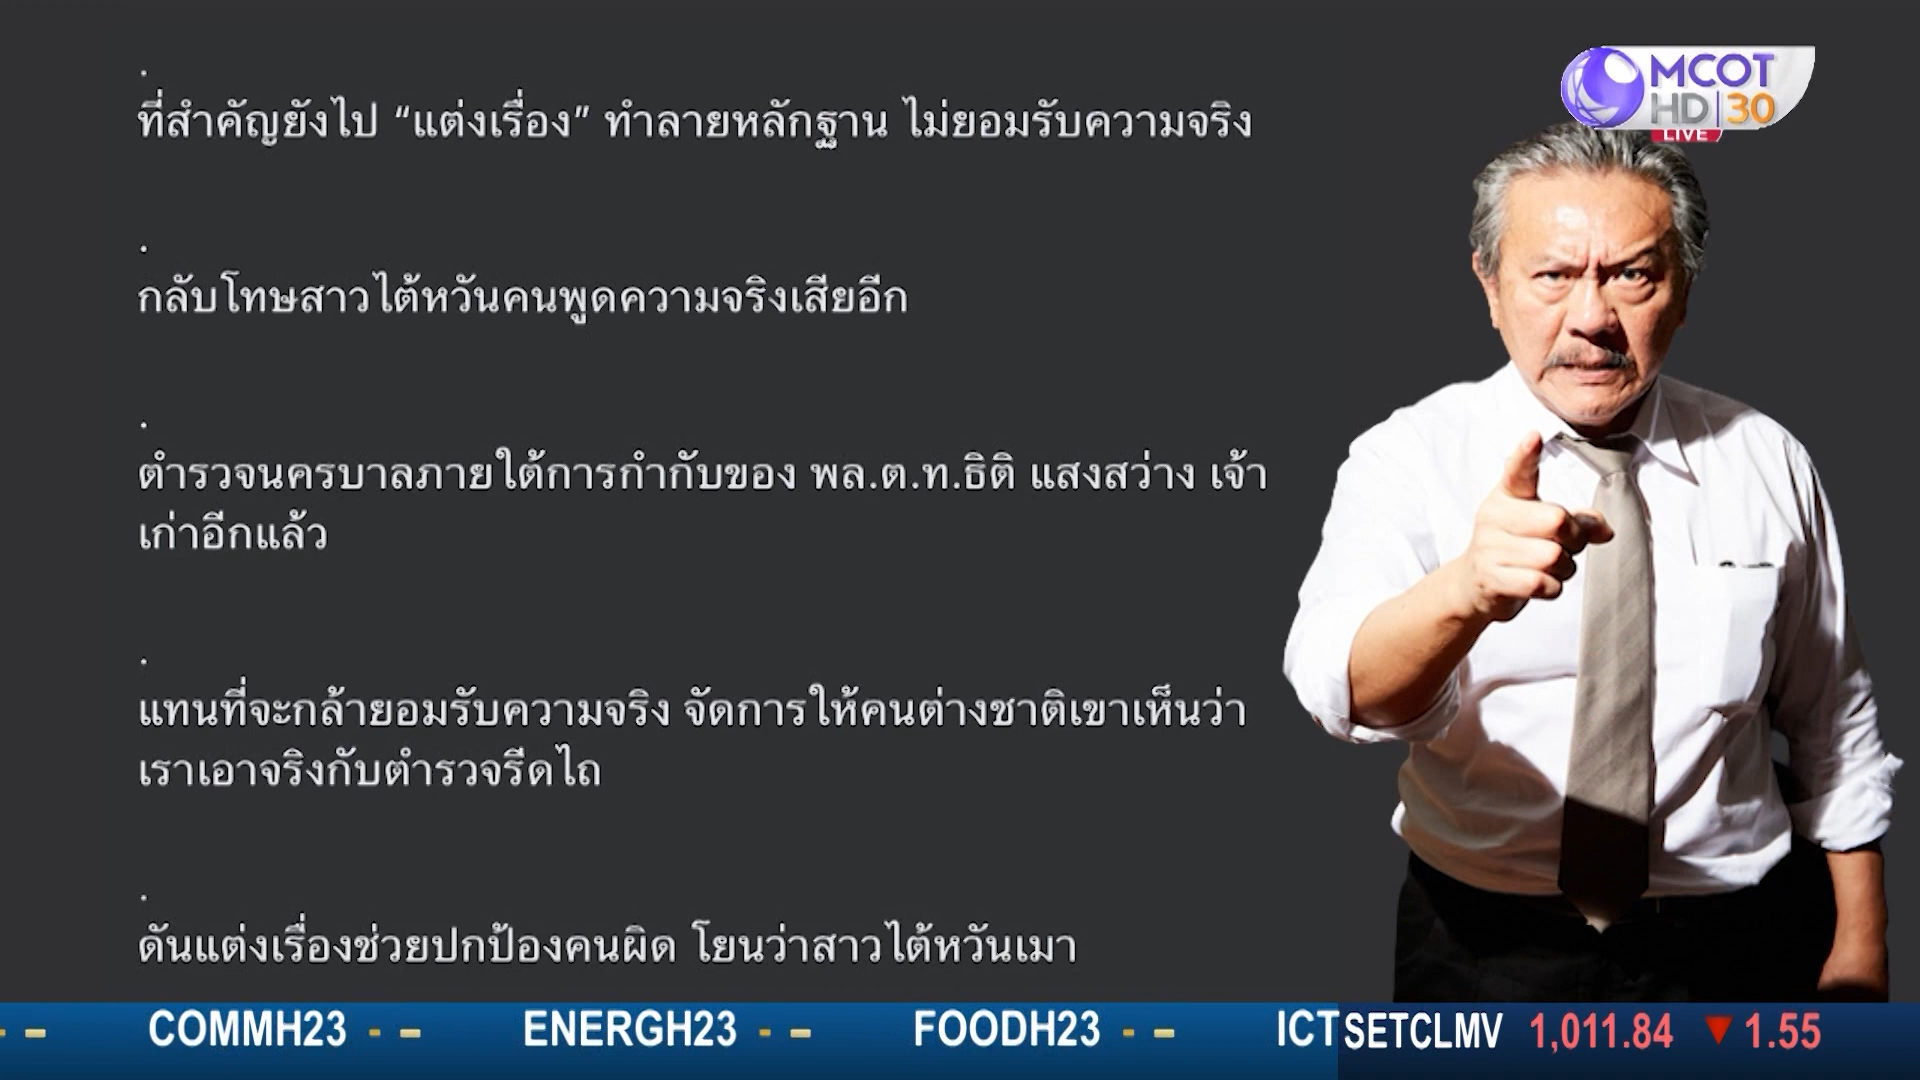 .
ที่สำคัญยังไป “แต่งเรื่อง” ทำลายหลักฐาน ไม่ยอมรับความจริง
.
กลับโทษสาวไต้หวันคนพูดความจริงเสียอีก
.
ตำรวจนครบาลภายใต้การกำกับของ พล.ต.ท.ธิติ แสงสว่าง เจ้า
เก่าอีกแล้ว
.
แทนที่จะกล้ายอมรับความจริง จัดการให้คนต่างชาติเขาเห็นว่า
เราเอาจริงกับตำรวจรีดไถ
.
ดันแต่งเรื่องช่วยปกป้องคนผิด โยนว่าสาวไต้หวันเมา
MCOT
HD 30
LIVE
COMMH23 - - ENERGH23 - - FOODH23 - - ICT SETCLMV 1,011.84 ▼ 1.55